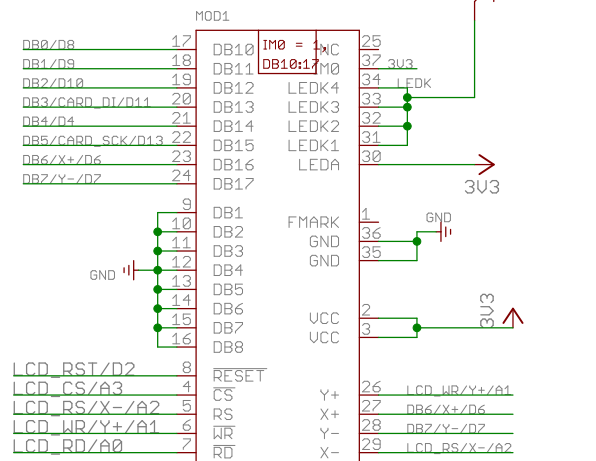 MOD1
DB0/D8 17 DB10 IM0 = 1, NC 25
DB1/D9 18 DB11 DB10:17 M0 37 3V3
DB2/D10 19 DB12 LEDK4 34 LEDK
DB3/CARD_DI/D11 20 DB13 LEDK3 33
DB4/D4 21 DB14 LEDK2 32
DB5/CARD_SCK/D13 22 DB15 LEDK1 31
DB6/X+/D6 23 DB16 LEDA 30
DB7/Y-/D7 24 DB17 3V3
9 DB1 FMARK 1 GND
10 DB2 GND 36
11 DB3 GND 35
GND 12 DB4
13 DB5
14 DB6 VCC 2 3V3
15 DB7 VCC 3
16 DB8
LCD_RST/D2 8 RESET
LCD_CS/A3 4 CS Y+ 26 LCD_WR/Y+/A1
LCD_RS/X-/A2 5 RS X+ 27 DB6/X+/D6
LCD_WR/Y+/A1 6 WR Y- 28 DB7/Y-/D7
LCD_RD/A0 7 RD X- 29 LCD_RS/X-/A2